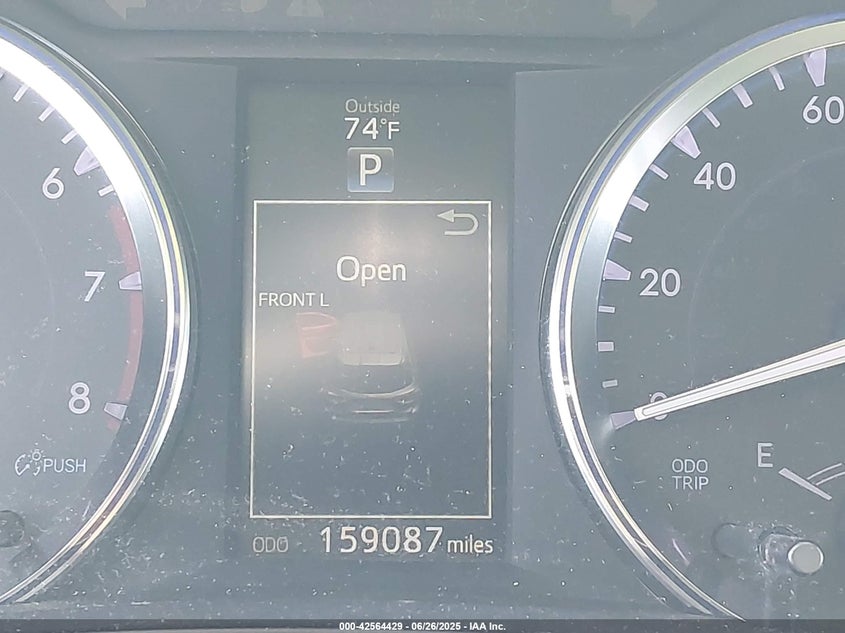 Outside
74°F
P
Open
FRONT L
ODO 159087 miles
6
7
8
PUSH
60
40
20
0
ODO
TRIP
E
000-42564429 - 06/26/2025 - IAA Inc.